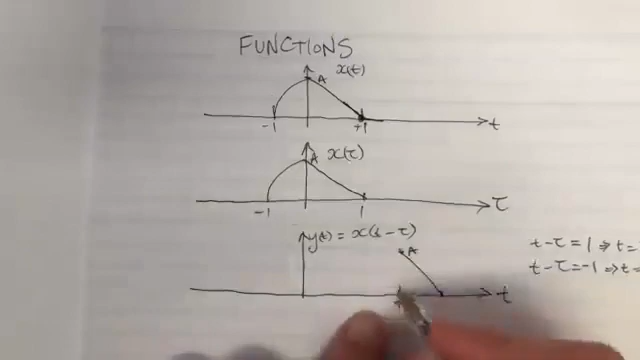 FUNCTIONS
x(t)
A
-1 +1 t
x(τ)
A
-1 1 τ
y(t) = x(t-τ)
A
t
t-τ=1 ⇒ t=
t-τ=-1 ⇒ t=